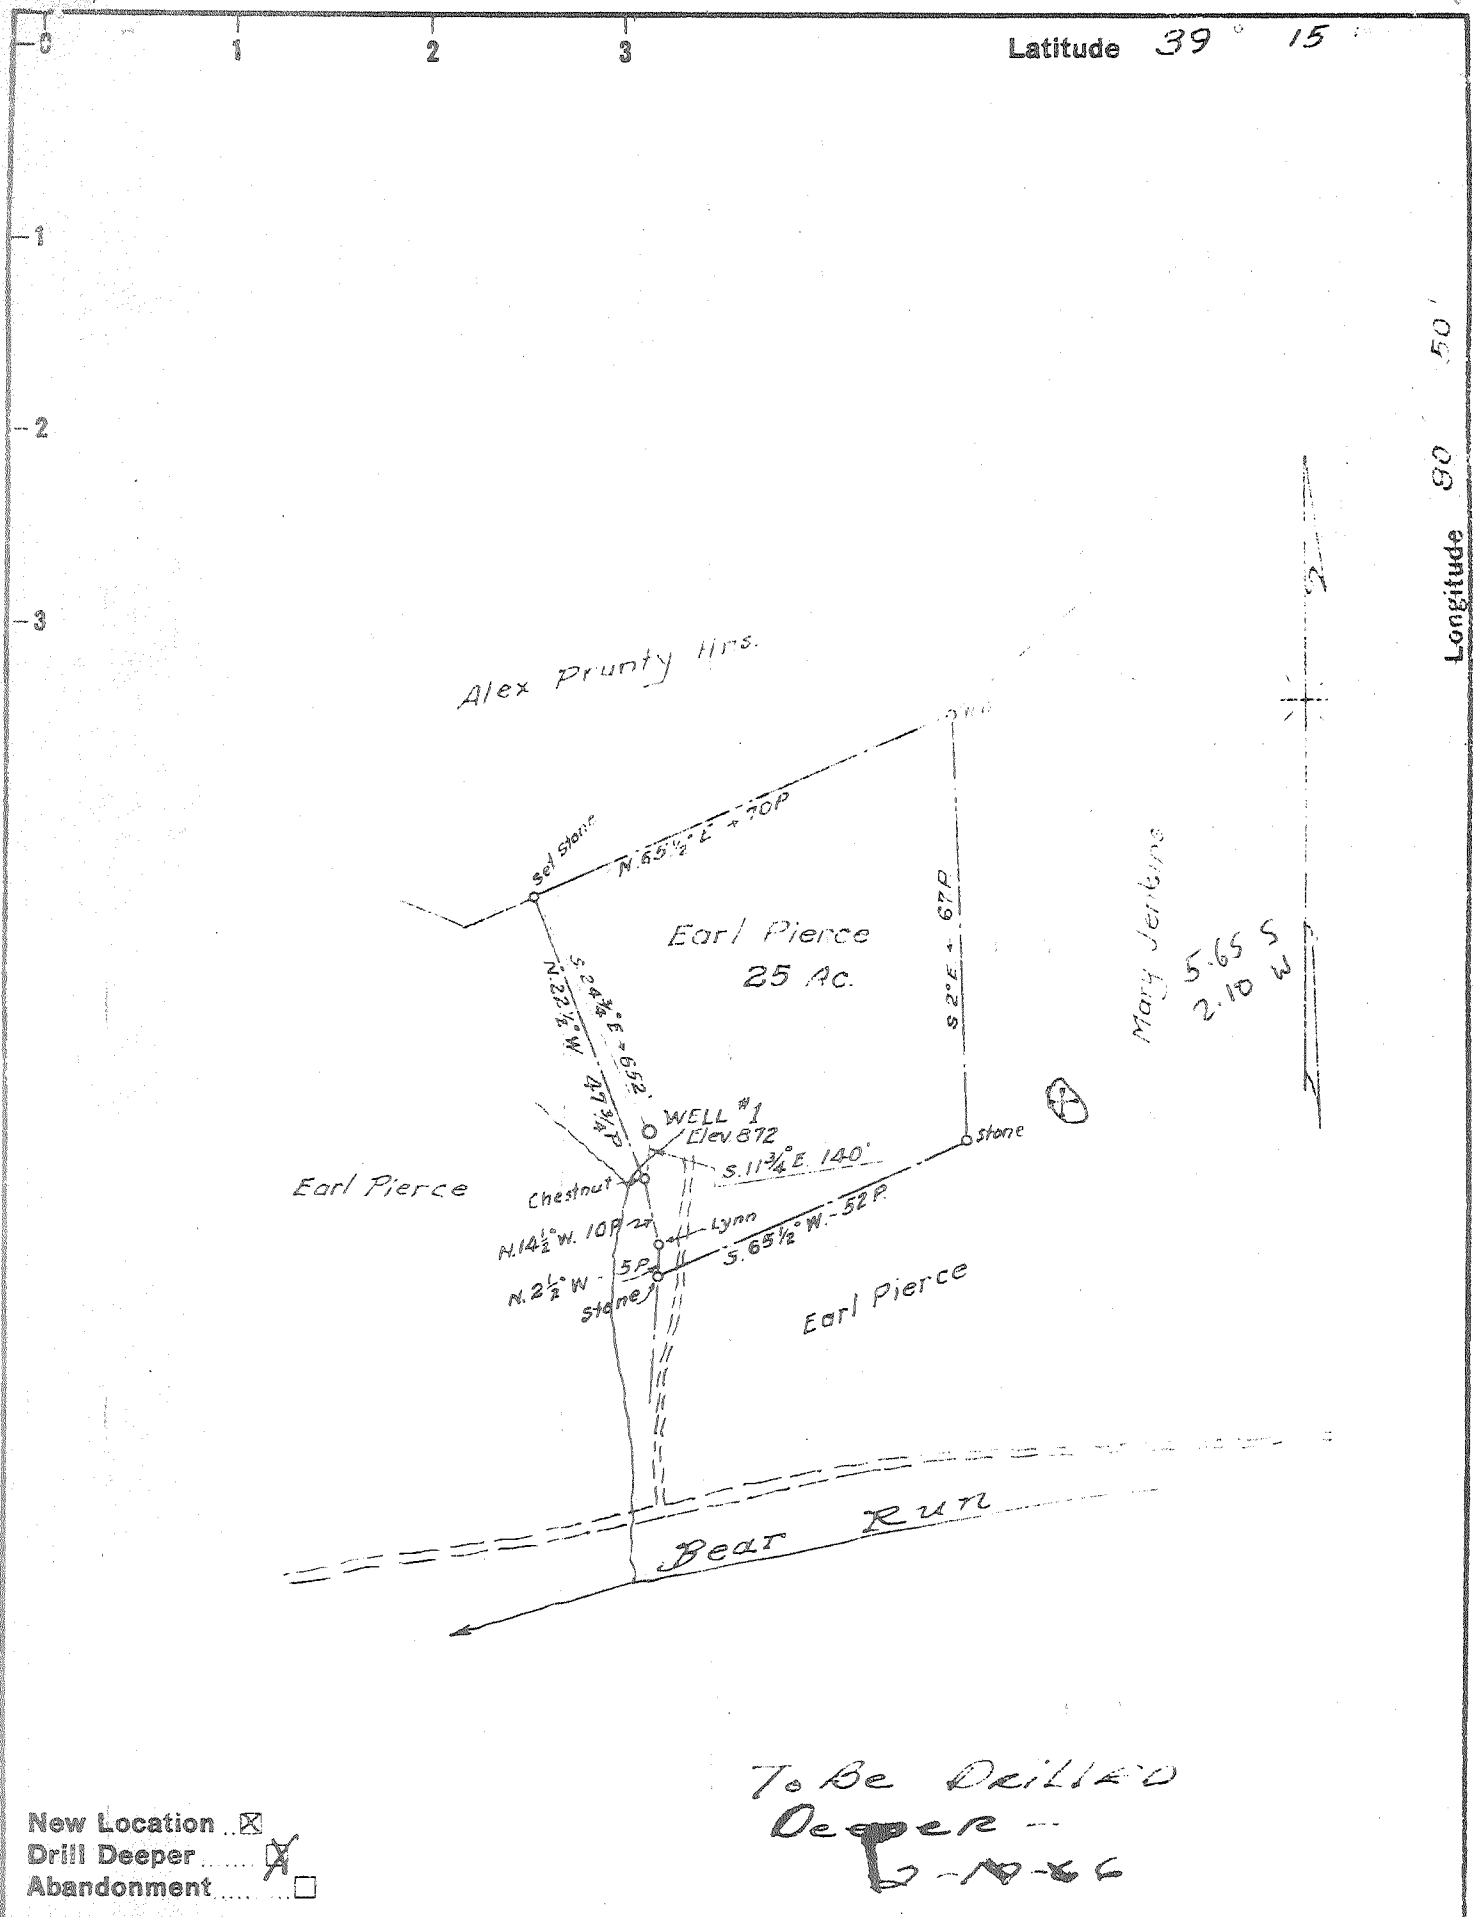 0 1 2 3
Latitude 39° 15'
1
2
3
Longitude 80 50'
Alex Prunty Hrs.
Set Stone
N. 65½° E - 70P
Earl Pierce
25 Ac.
S 2° E - 67P
Mary Jenkins
5.65 S
2.10 W
S. 24¾° E - 652'
N. 22½° W 47¾ P
WELL #1
Elev. 872
S. 11¾° E. 140'
Stone
Earl Pierce
Chestnut
N. 14½° W. 10P
Lynn
S. 65½° W. - 52 P.
N. 2½° W - 5P
Stone
Earl Pierce
Bear Run
To Be Drilled
Deeper --
New Location
Drill Deeper
Abandonment